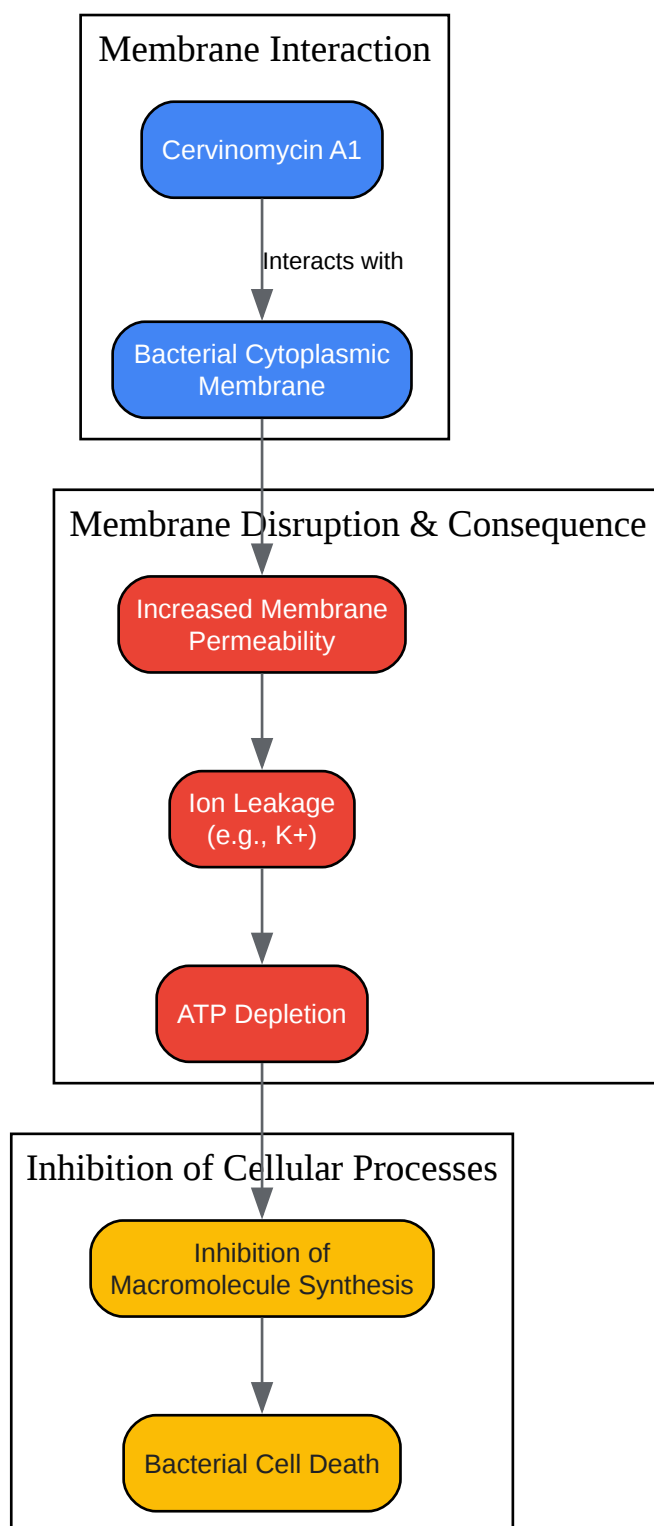 Membrane Interaction
Cervinomycin A1
Interacts with
Bacterial Cytoplasmic
Membrane
Membrane Disruption & Consequence
Increased Membrane
Permeability
Ion Leakage
(e.g., K+)
ATP Depletion
Inhibition of Cellular Processes
Inhibition of
Macromolecule Synthesis
Bacterial Cell Death